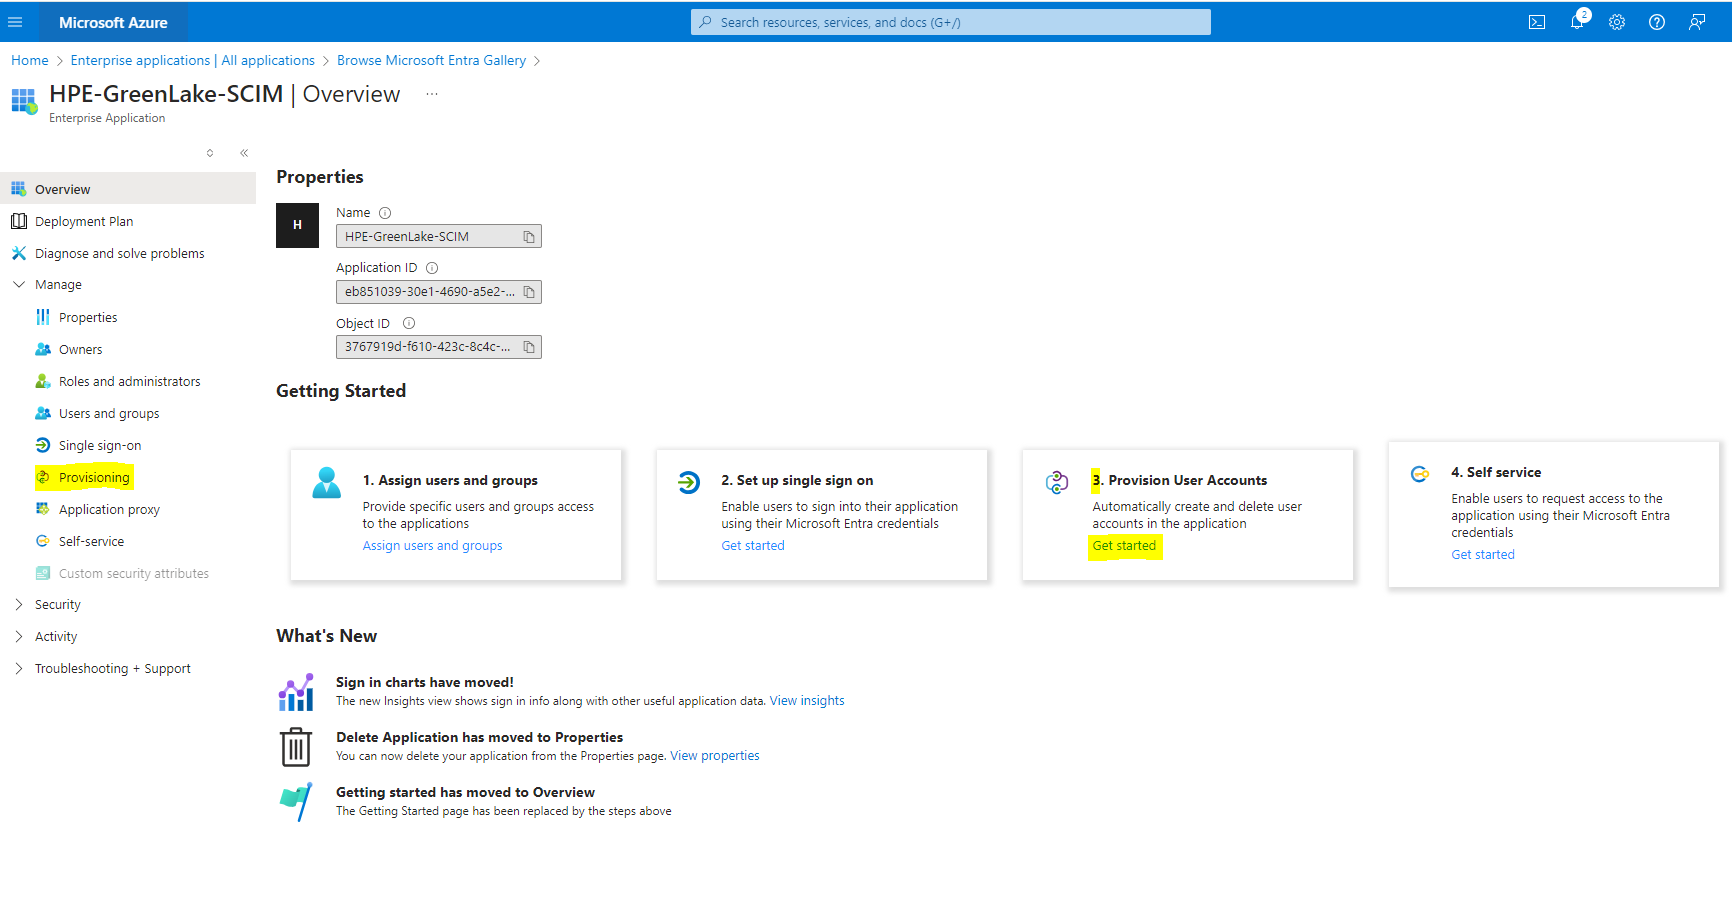 Microsoft Azure
Search resources, services, and docs (G+/)
2
Home > Enterprise applications | All applications > Browse Microsoft Entra Gallery >
HPE-GreenLake-SCIM | Overview ...
Enterprise Application
Overview
Deployment Plan
Diagnose and solve problems
Manage
Properties
Owners
Roles and administrators
Users and groups
Single sign-on
Provisioning
Application proxy
Self-service
Custom security attributes
Security
Activity
Troubleshooting + Support
Properties
H
Name
HPE-GreenLake-SCIM
Application ID
eb851039-30e1-4690-a5e2-...
Object ID
3767919d-f610-423c-8c4c-...
Getting Started
1. Assign users and groups
Provide specific users and groups access
to the applications
Assign users and groups
2. Set up single sign on
Enable users to sign into their application
using their Microsoft Entra credentials
Get started
3. Provision User Accounts
Automatically create and delete user
accounts in the application
Get started
4. Self service
Enable users to request access to the
application using their Microsoft Entra
credentials
Get started
What's New
Sign in charts have moved!
The new Insights view shows sign in info along with other useful application data. View insights
Delete Application has moved to Properties
You can now delete your application from the Properties page. View properties
Getting started has moved to Overview
The Getting Started page has been replaced by the steps above